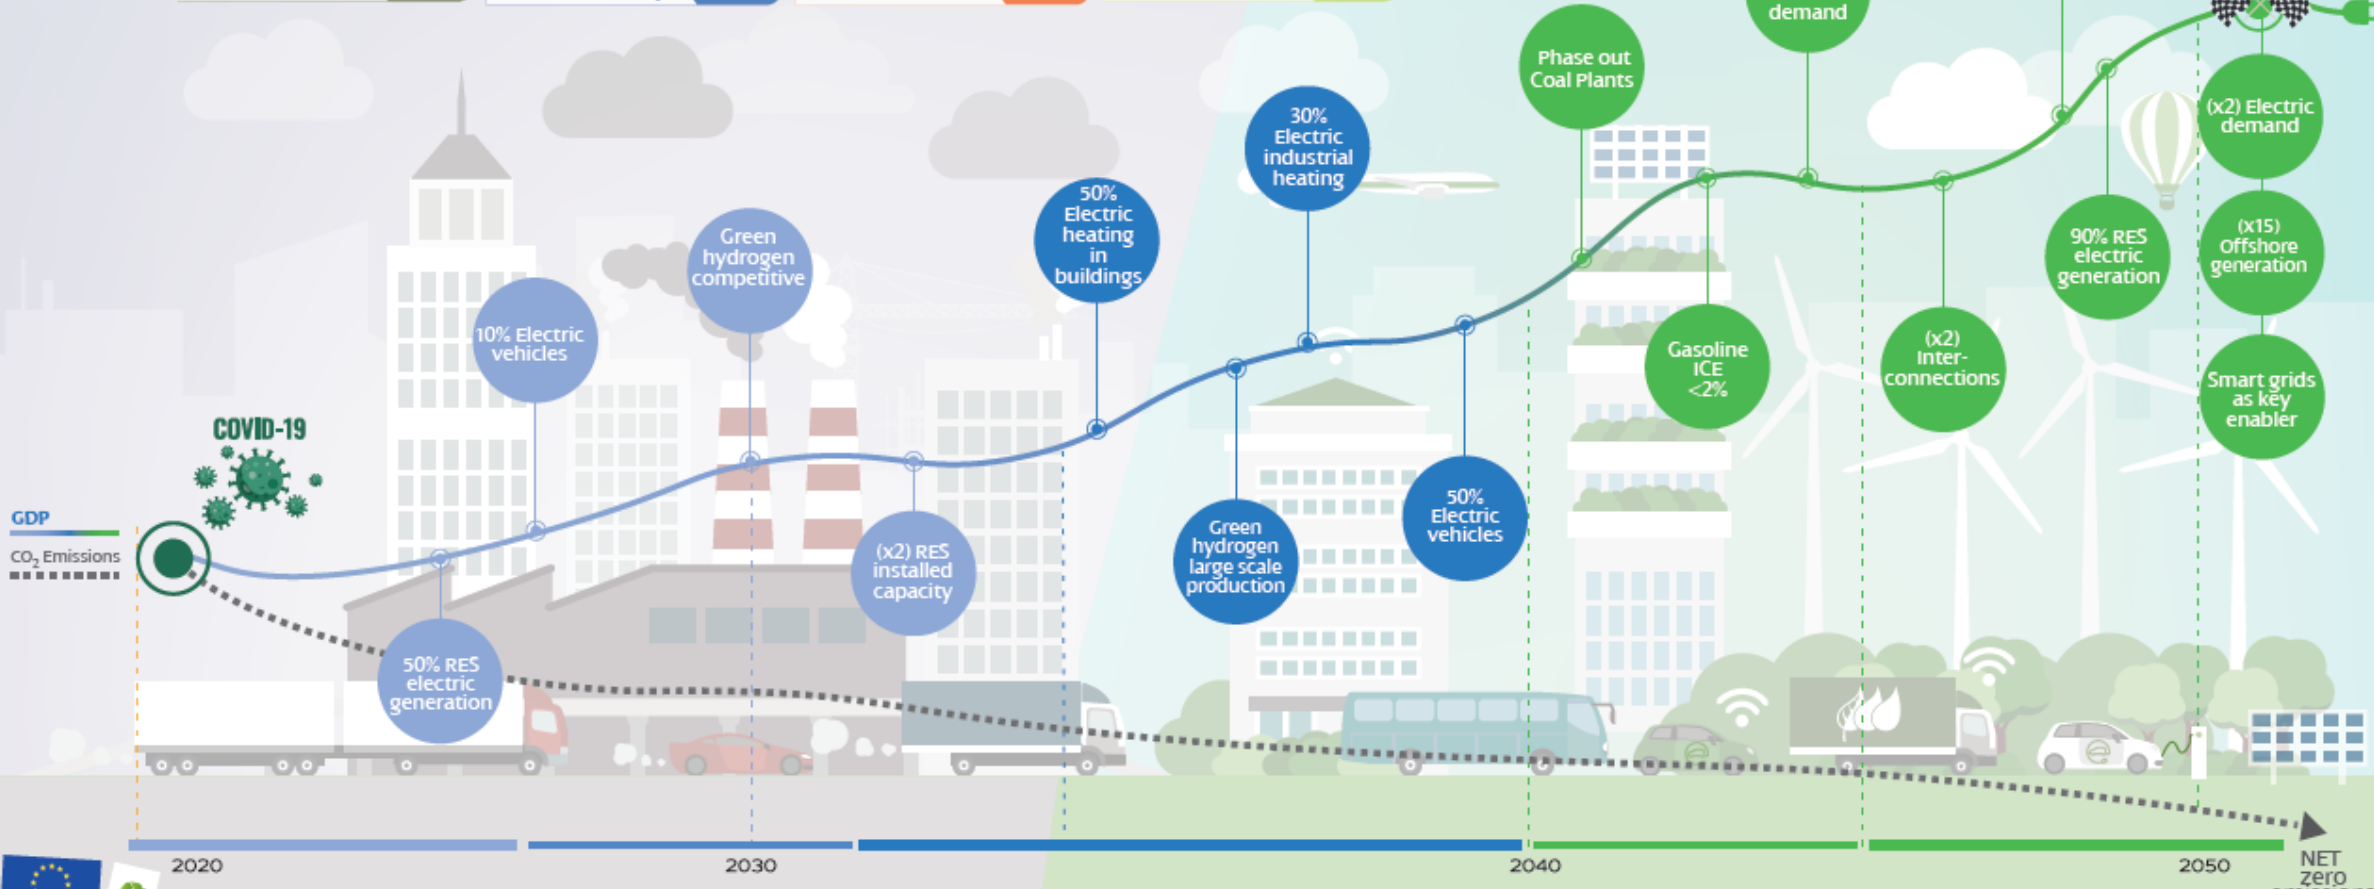 demand
Phase out
Coal Plants
30%
Electric
industrial
heating
(x2) Electric
demand
50%
Electric
heating
in
buildings
Green
hydrogen
competitive
(x15)
Offshore
generation
90% RES
electric
generation
10% Electric
vehicles
Gasoline
ICE
<2%
(x2)
Inter-
connections
Smart grids
as key
enabler
COVID-19
GDP
CO₂ Emissions
50%
Electric
vehicles
Green
hydrogen
large scale
production
(x2) RES
installed
capacity
50% RES
electric
generation
2020
2030
2040
2050
NET
zero